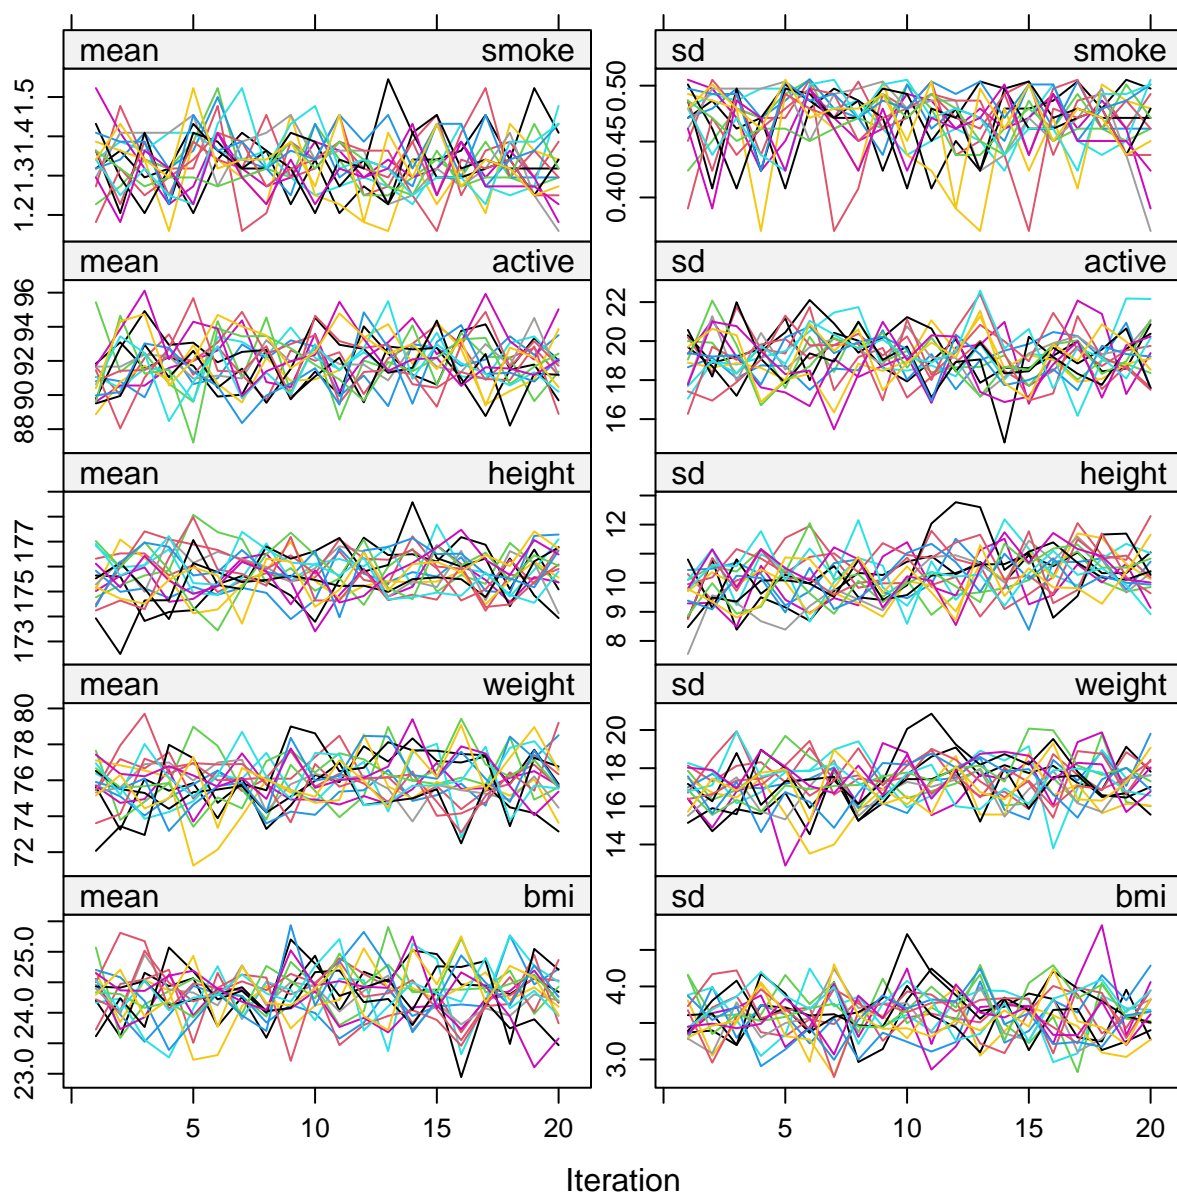 mean smoke sd smoke
1.2 1.3 1.4 1.5
0.40 0.45 0.50
mean active sd active
88 90 92 94 96
16 18 20 22
mean height sd height
173 175 177
8 9 10 12
mean weight sd weight
72 74 76 78 80
14 16 18 20
mean bmi sd bmi
23.0 24.0 25.0
3.0 4.0
5 10 15 20 5 10 15 20
Iteration